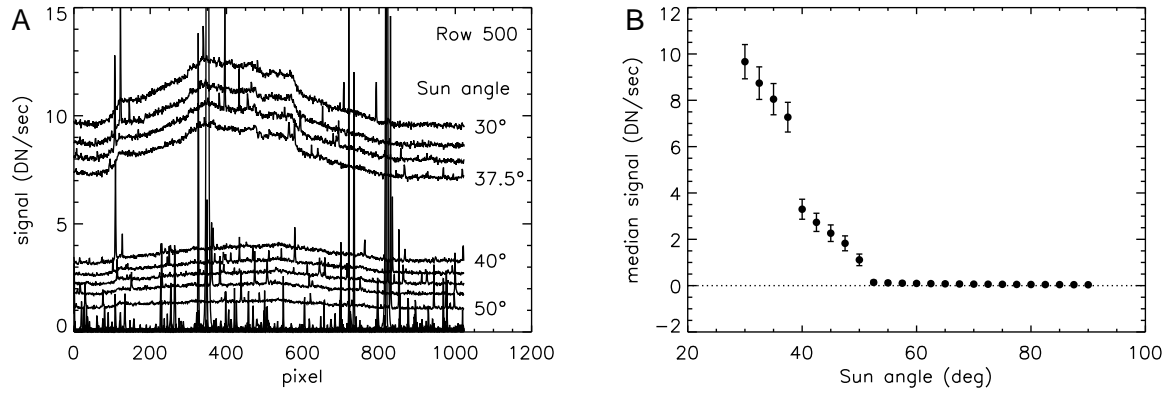 A
Row 500
Sun angle
30°
37.5°
40°
50°
15
10
5
0
signal (DN/sec)
0 200 400 600 800 1000 1200
pixel
B
12
10
8
6
4
2
0
−2
median signal (DN/sec)
20 40 60 80 100
Sun angle (deg)